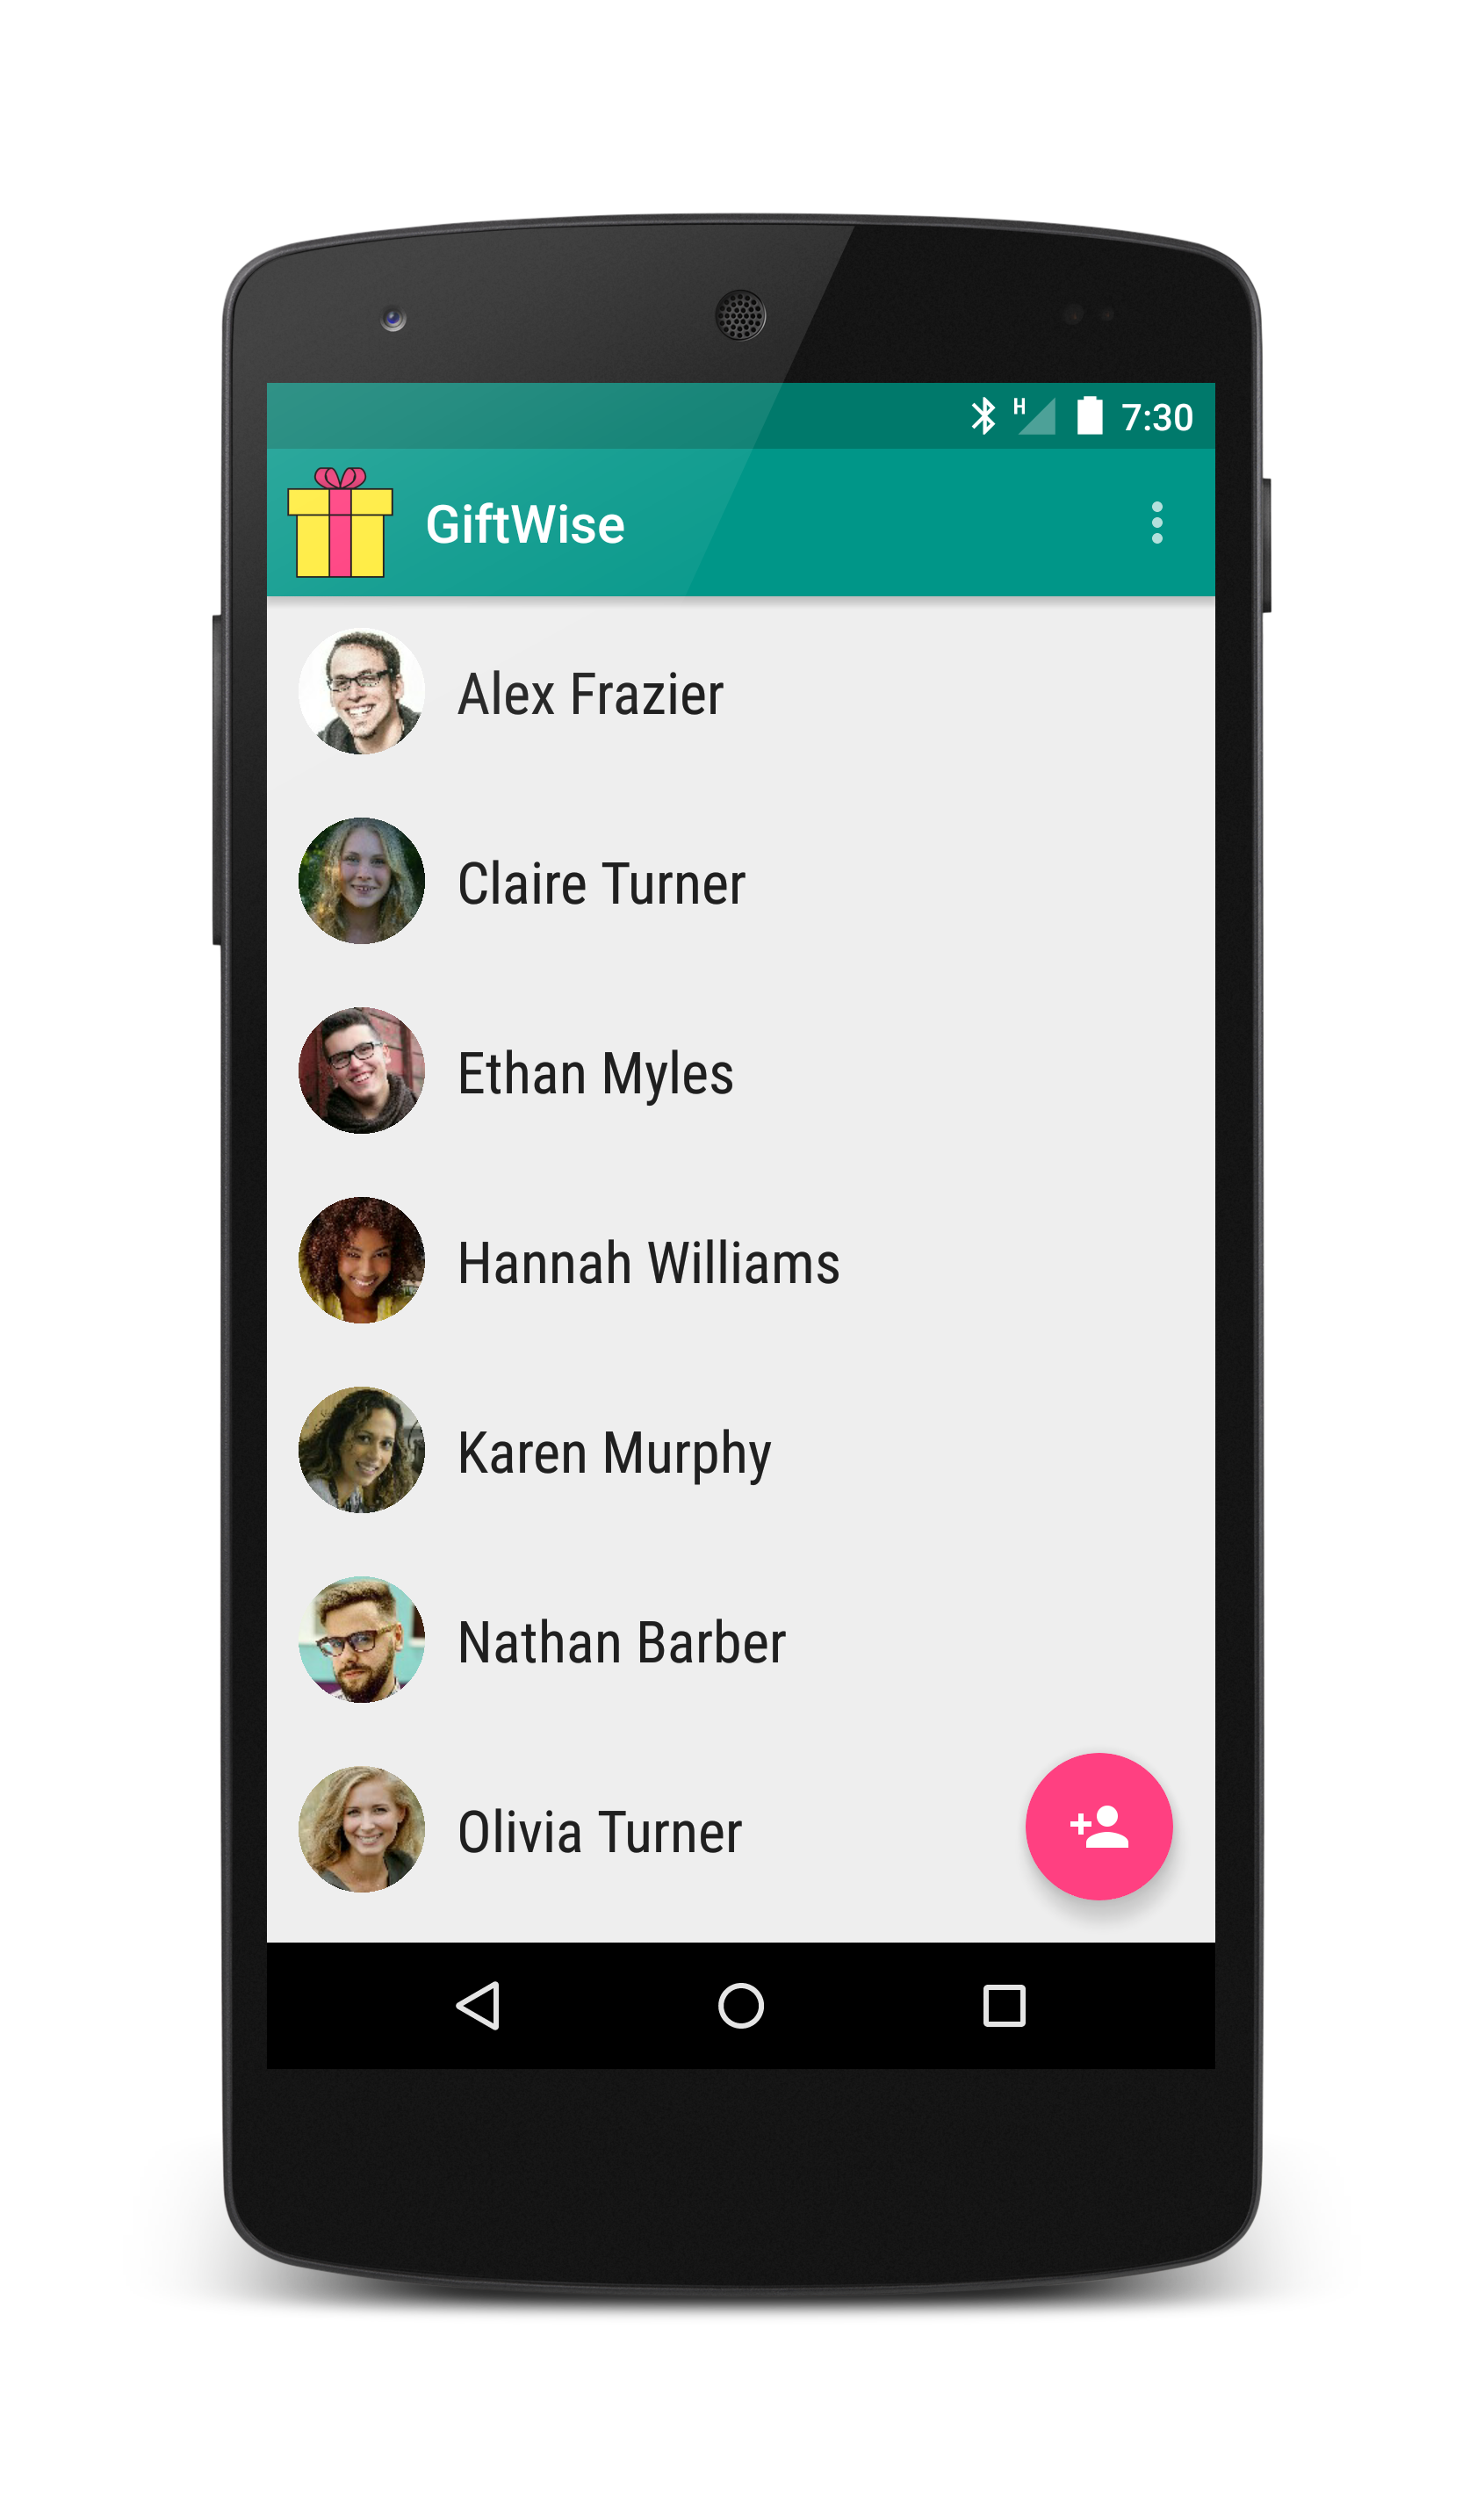 H
7:30
GiftWise
Alex Frazier
Claire Turner
Ethan Myles
Hannah Williams
Karen Murphy
Nathan Barber
Olivia Turner